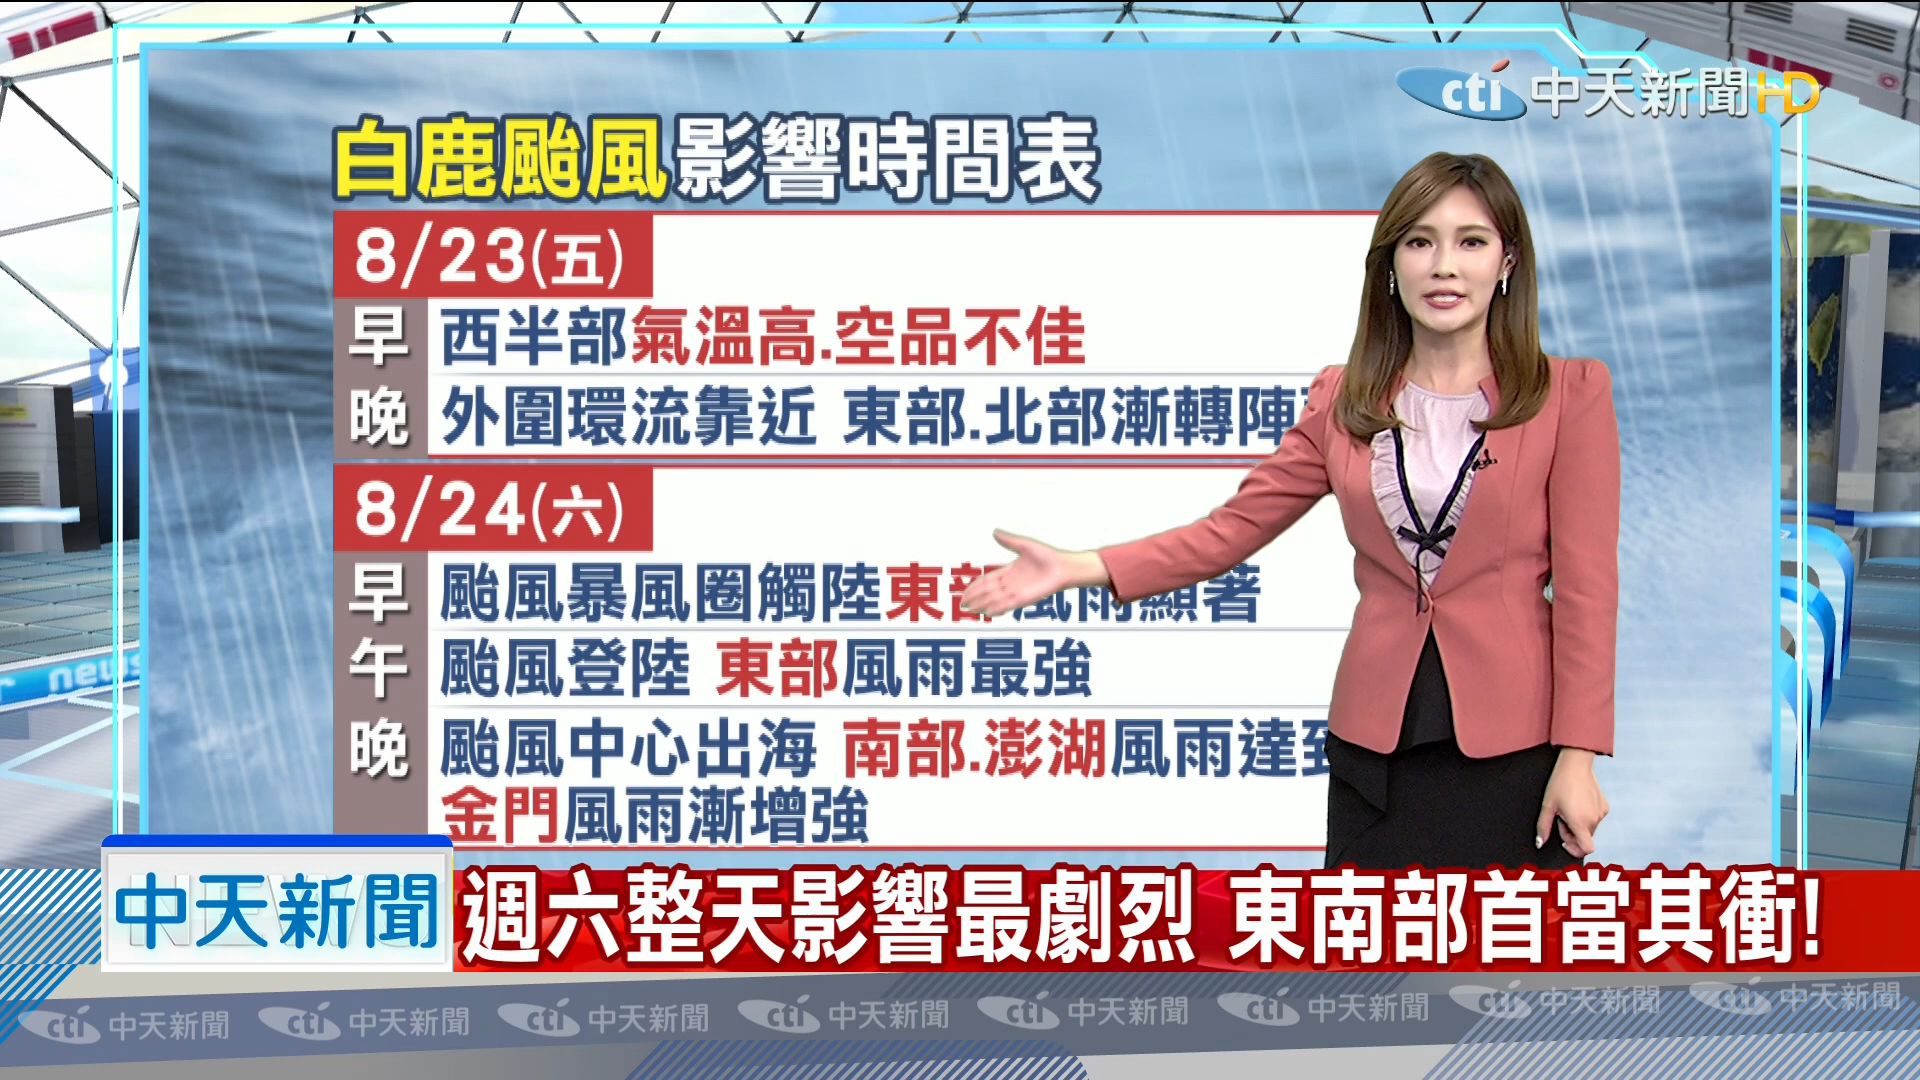 cti 中天新聞HD
白鹿颱風影響時間表
8/23(五)
早 西半部氣溫高.空品不佳
晚 外圍環流靠近 東部.北部漸轉陣
8/24(六)
早 颱風暴風圈觸陸東部風雨顯著
午 颱風登陸 東部風雨最強
晚 颱風中心出海 南部.澎湖風雨達到
金門風雨漸增強
news
中天新聞
週六整天影響最劇烈 東南部首當其衝!
cti 中天新聞 cti 中天新聞 cti 中天新聞 cti 中天新聞 cti 中天新聞 cti 中天新聞 cti 中天新聞 cti 中天新聞